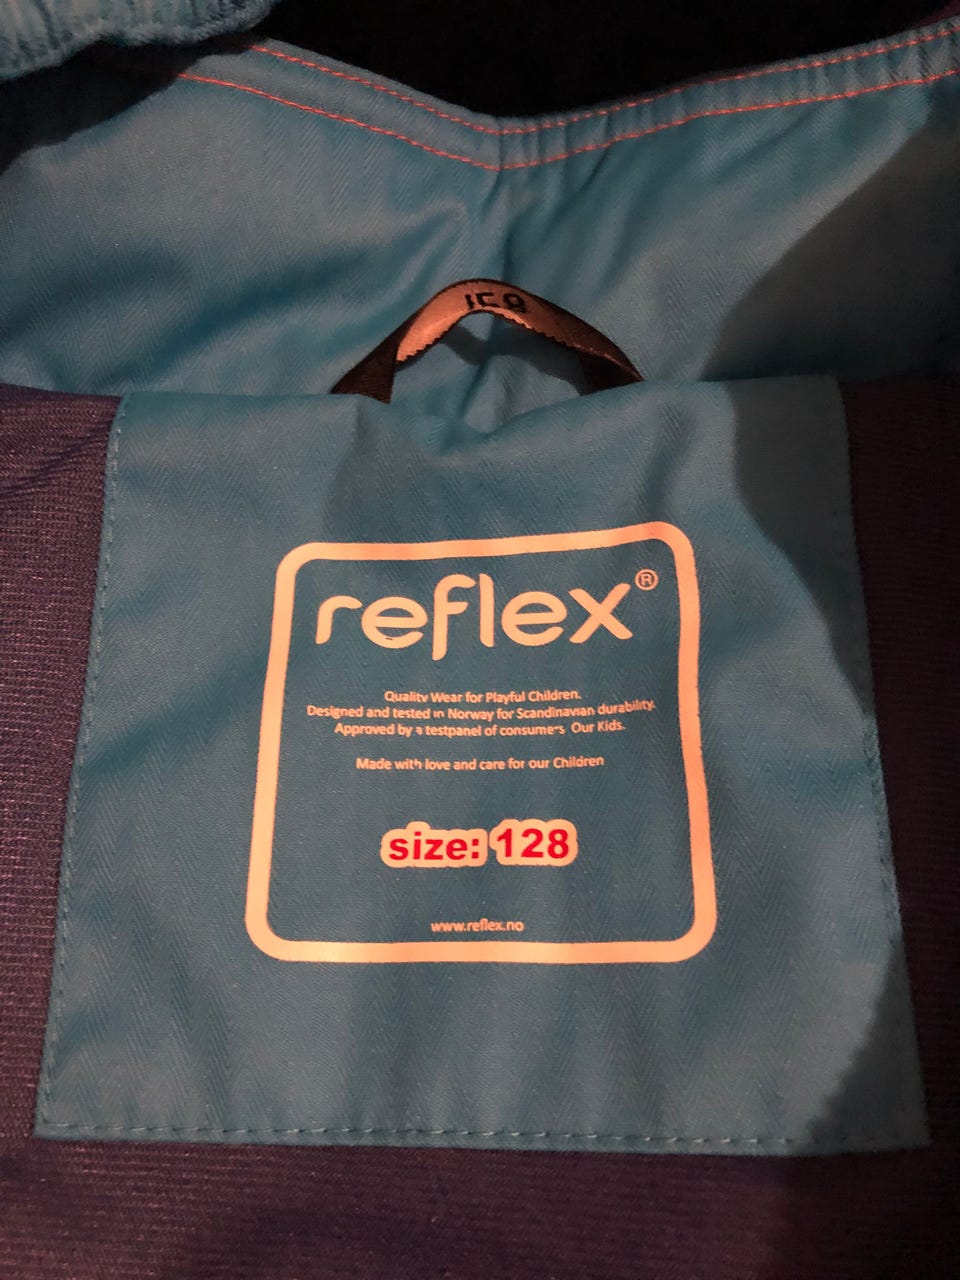 reflex®
Quality Wear for Playful Children.
Designed and tested in Norway for Scandinavian durability.
Approved by a testpanel of consumers Our Kids.
Made with love and care for our Children
size: 128
www.reflex.no